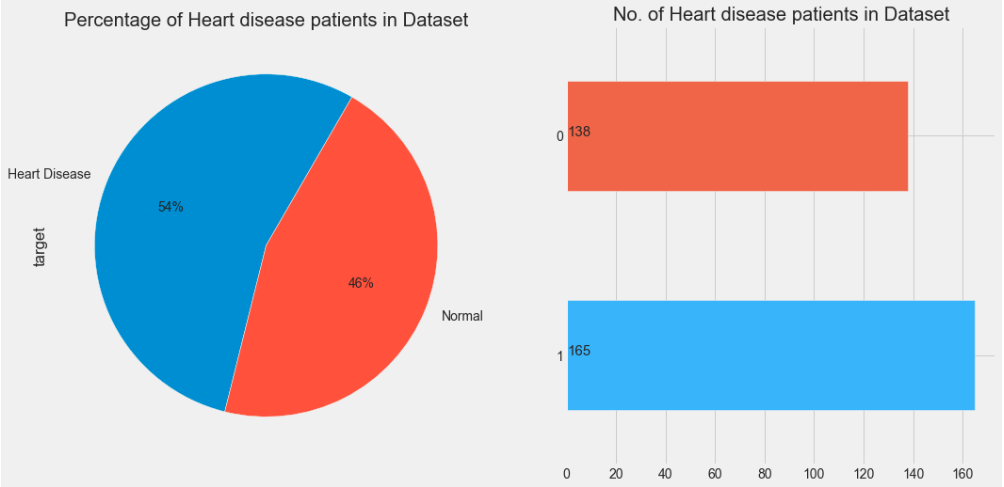 Percentage of Heart disease patients in Dataset
Heart Disease
54%
target
46%
Normal
No. of Heart disease patients in Dataset
0
138
1
165
0 20 40 60 80 100 120 140 160